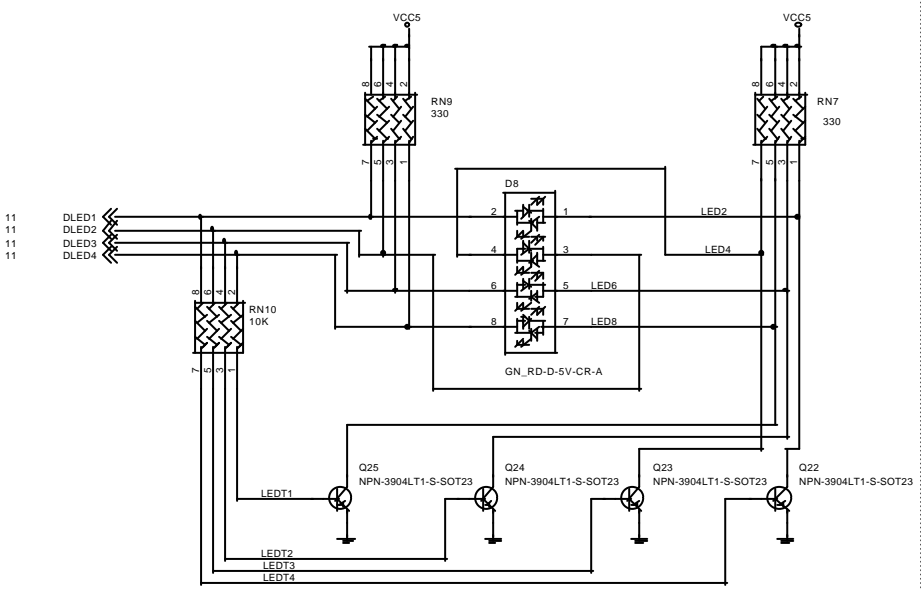 VCC5
VCC5
8 6 4 2
8 6 4 2
RN9
330
RN7
330
7 5 3 1
7 5 3 1
D8
11 DLED1
2 1 LED2
11 DLED2
11 DLED3
11 DLED4
4 3 LED4
6 5 LED6
8 6 4 2
RN10
10K
8 7 LED8
7 5 3 1
GN_RD-D-5V-CR-A
Q25
NPN-3904LT1-S-SOT23
Q24
NPN-3904LT1-S-SOT23
Q23
NPN-3904LT1-S-SOT23
Q22
NPN-3904LT1-S-SOT23
LEDT1
LEDT2
LEDT3
LEDT4